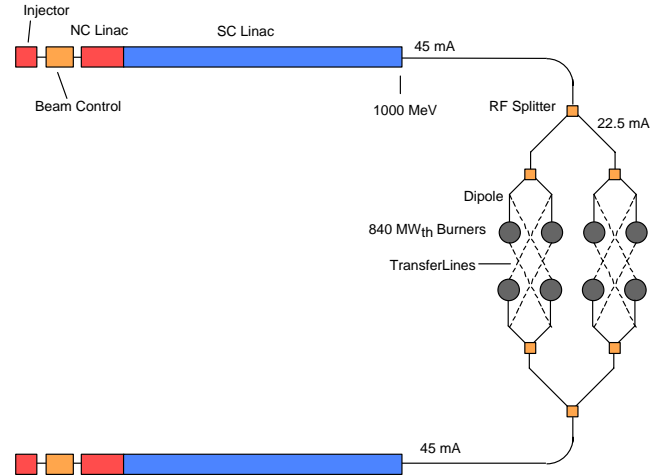 Injector
NC Linac
SC Linac
45 mA
Beam Control
1000 MeV
RF Splitter
22.5 mA
Dipole
840 MWth Burners
TransferLines
45 mA